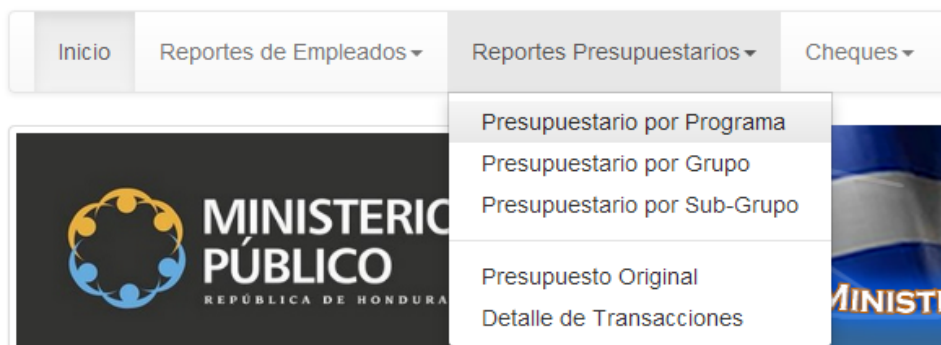 Inicio Reportes de Empleados Reportes Presupuestarios Cheques
Presupuestario por Programa
Presupuestario por Grupo
Presupuestario por Sub-Grupo
Presupuesto Original
Detalle de Transacciones
MINISTERIO
PÚBLICO
REPÚBLICA DE HONDURA
MINISTE